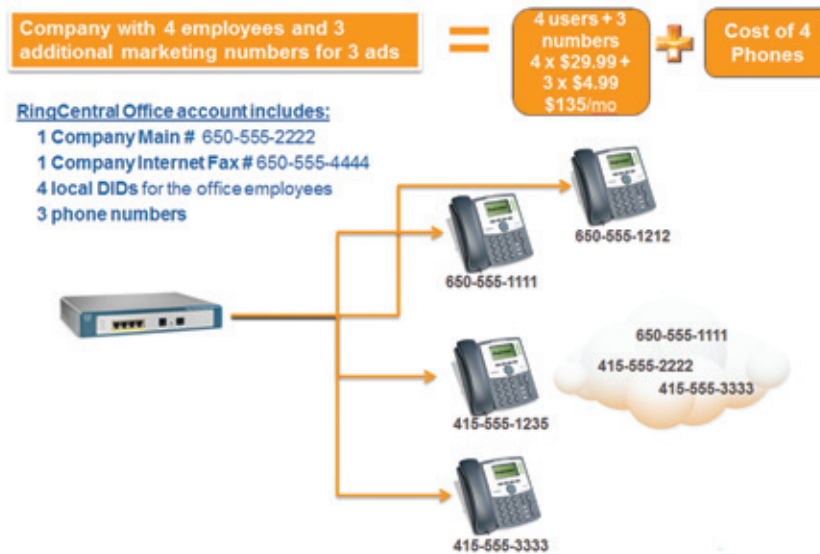 Company with 4 employees and 3
additional marketing numbers for 3 ads
=
4 users + 3
numbers
4 x $29.99 +
3 x $4.99
$135/mo
+
Cost of 4
Phones
RingCentral Office account includes:
1 Company Main # 650-555-2222
1 Company Internet Fax # 650-555-4444
4 local DIDs for the office employees
3 phone numbers
650-555-1212
650-555-1111
650-555-1111
415-555-2222
415-555-3333
415-555-1235
415-555-3333